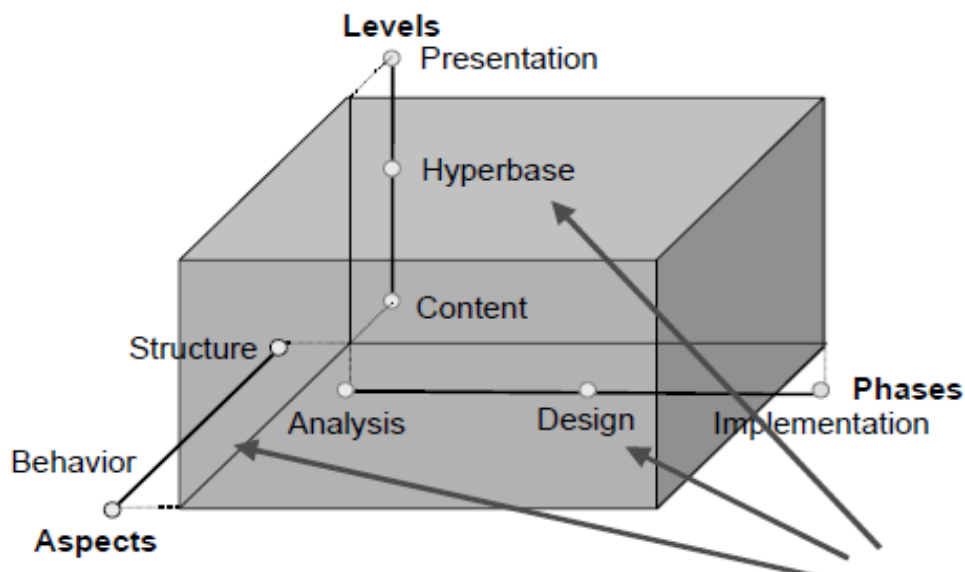 Levels
Presentation
Hyperbase
Content
Structure
Phases
Analysis
Design
Implementation
Behavior
Aspects